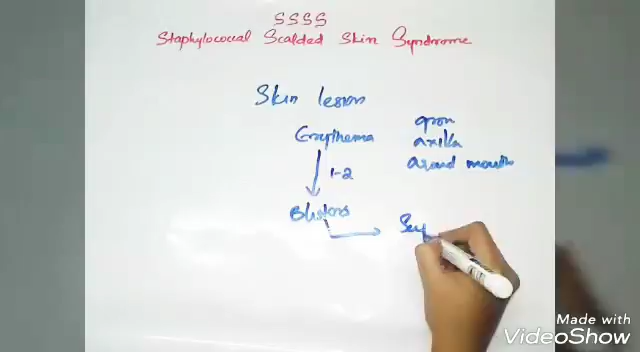 SSSS
Staphylococcal Scalded Skin Syndrome
Skin lesion
Erythema
groin
axilla
around mouth
1-2
Blisters
Made with
VideoShow